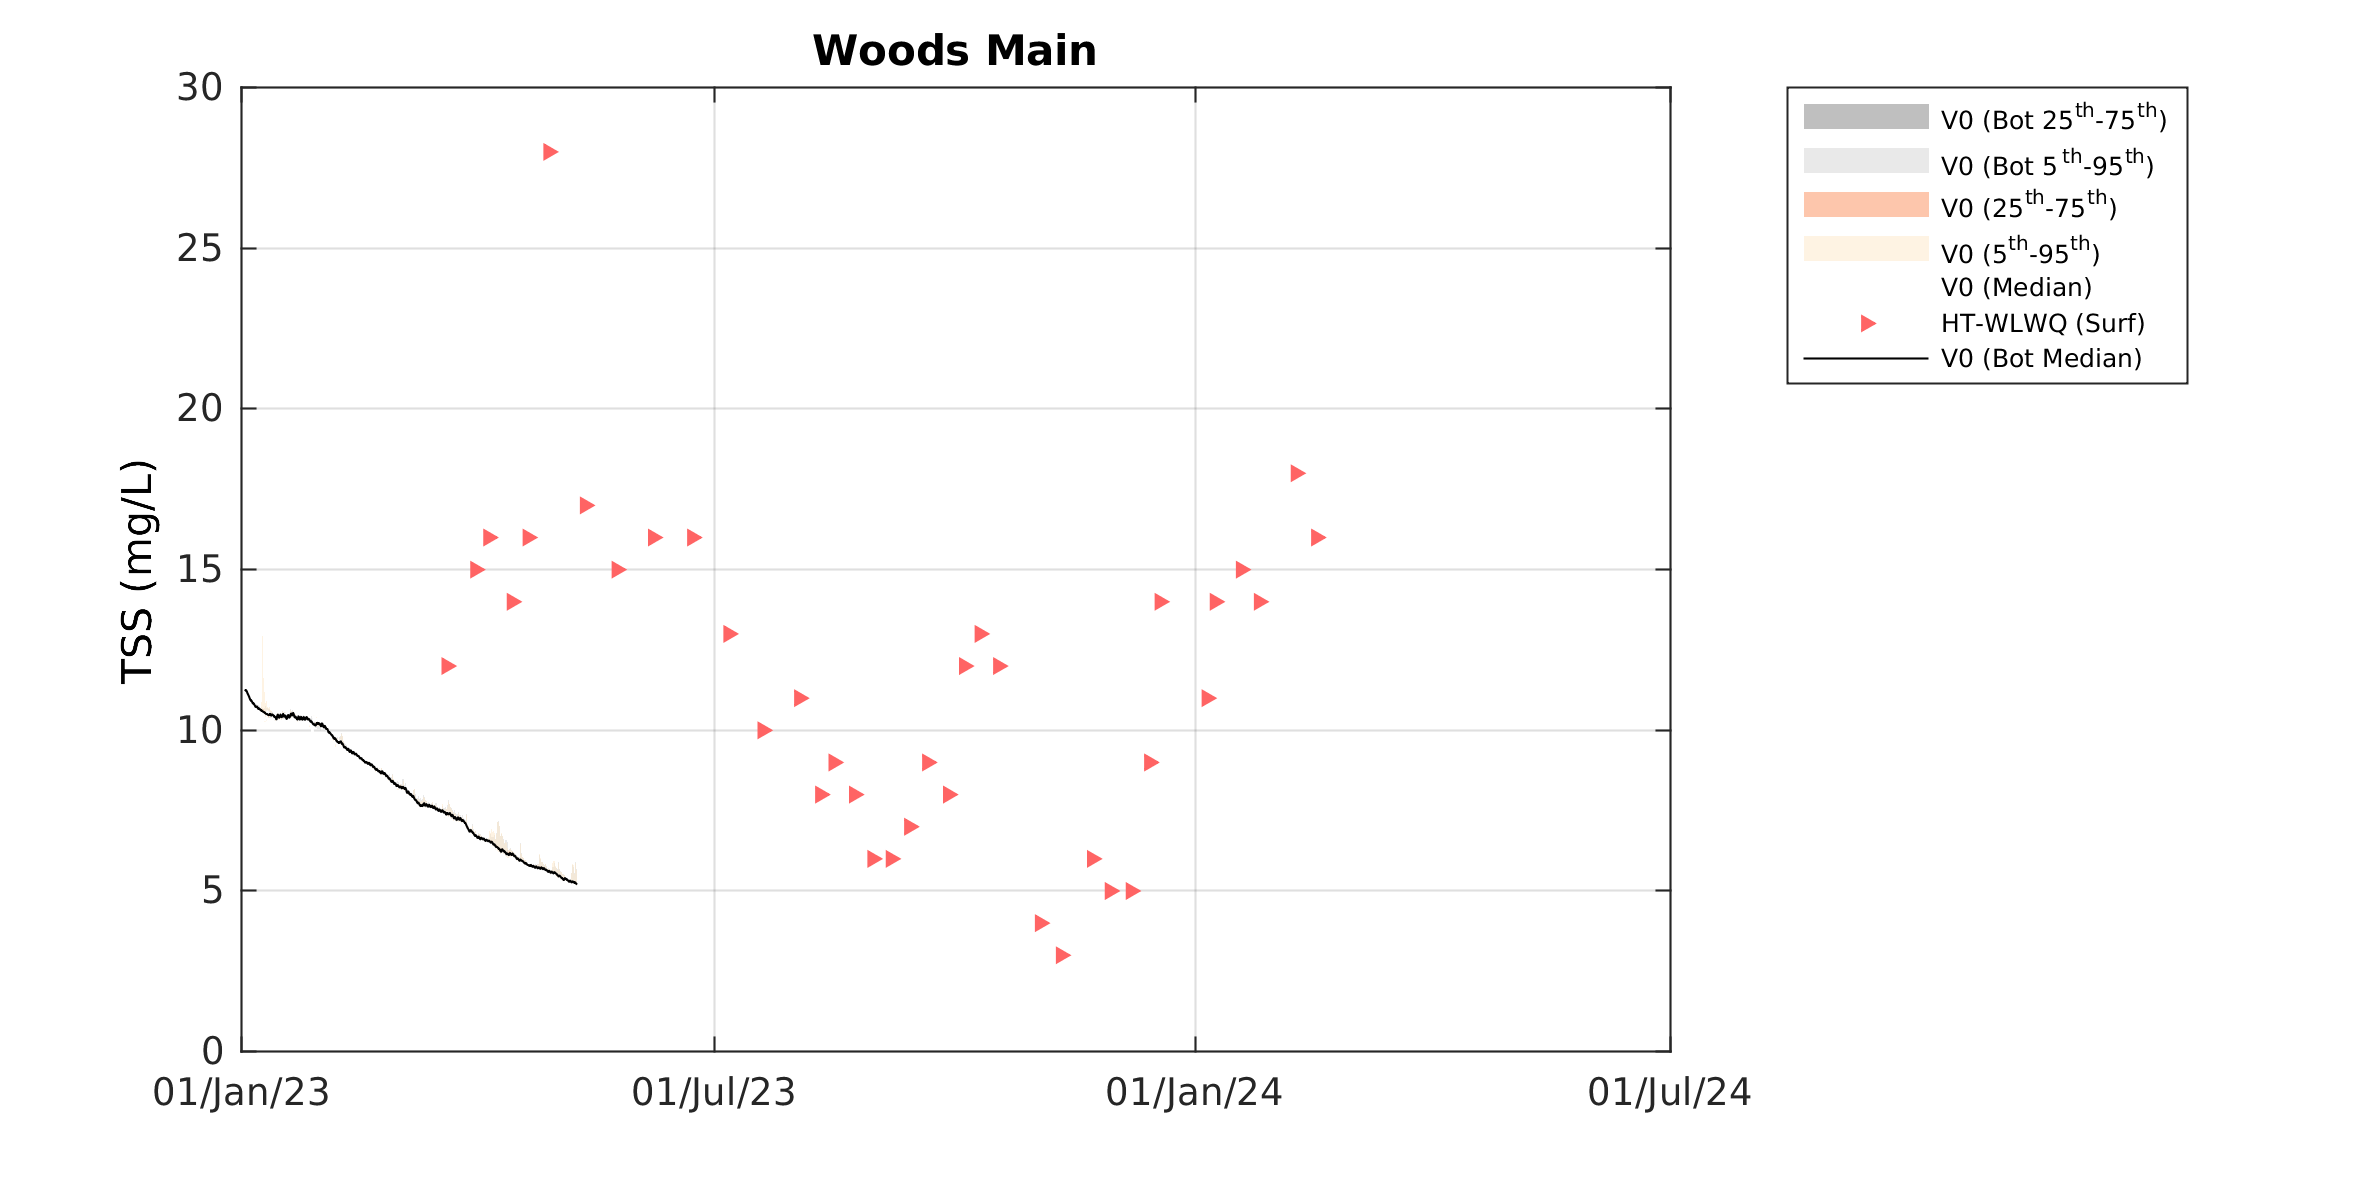 Woods Main
TSS (mg/L)
30
25
20
15
10
5
0
01/Jan/23
01/Jul/23
01/Jan/24
01/Jul/24
V0 (Bot 25th-75th)
V0 (Bot 5th-95th)
V0 (25th-75th)
V0 (5th-95th)
V0 (Median)
HT-WLWQ (Surf)
V0 (Bot Median)